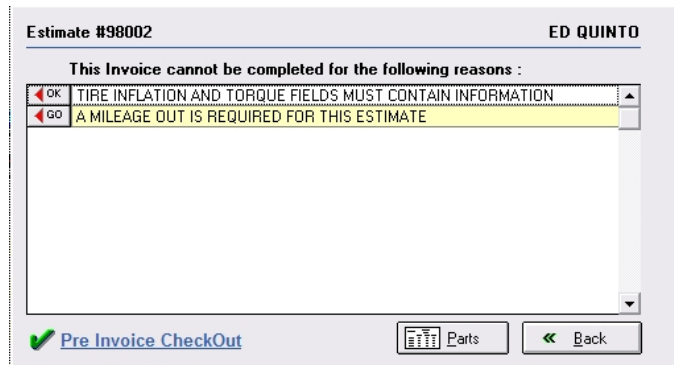 Estimate #98002 ED QUINTO
This Invoice cannot be completed for the following reasons :
OK TIRE INFLATION AND TORQUE FIELDS MUST CONTAIN INFORMATION
GO A MILEAGE OUT IS REQUIRED FOR THIS ESTIMATE
Pre Invoice CheckOut Parts « Back